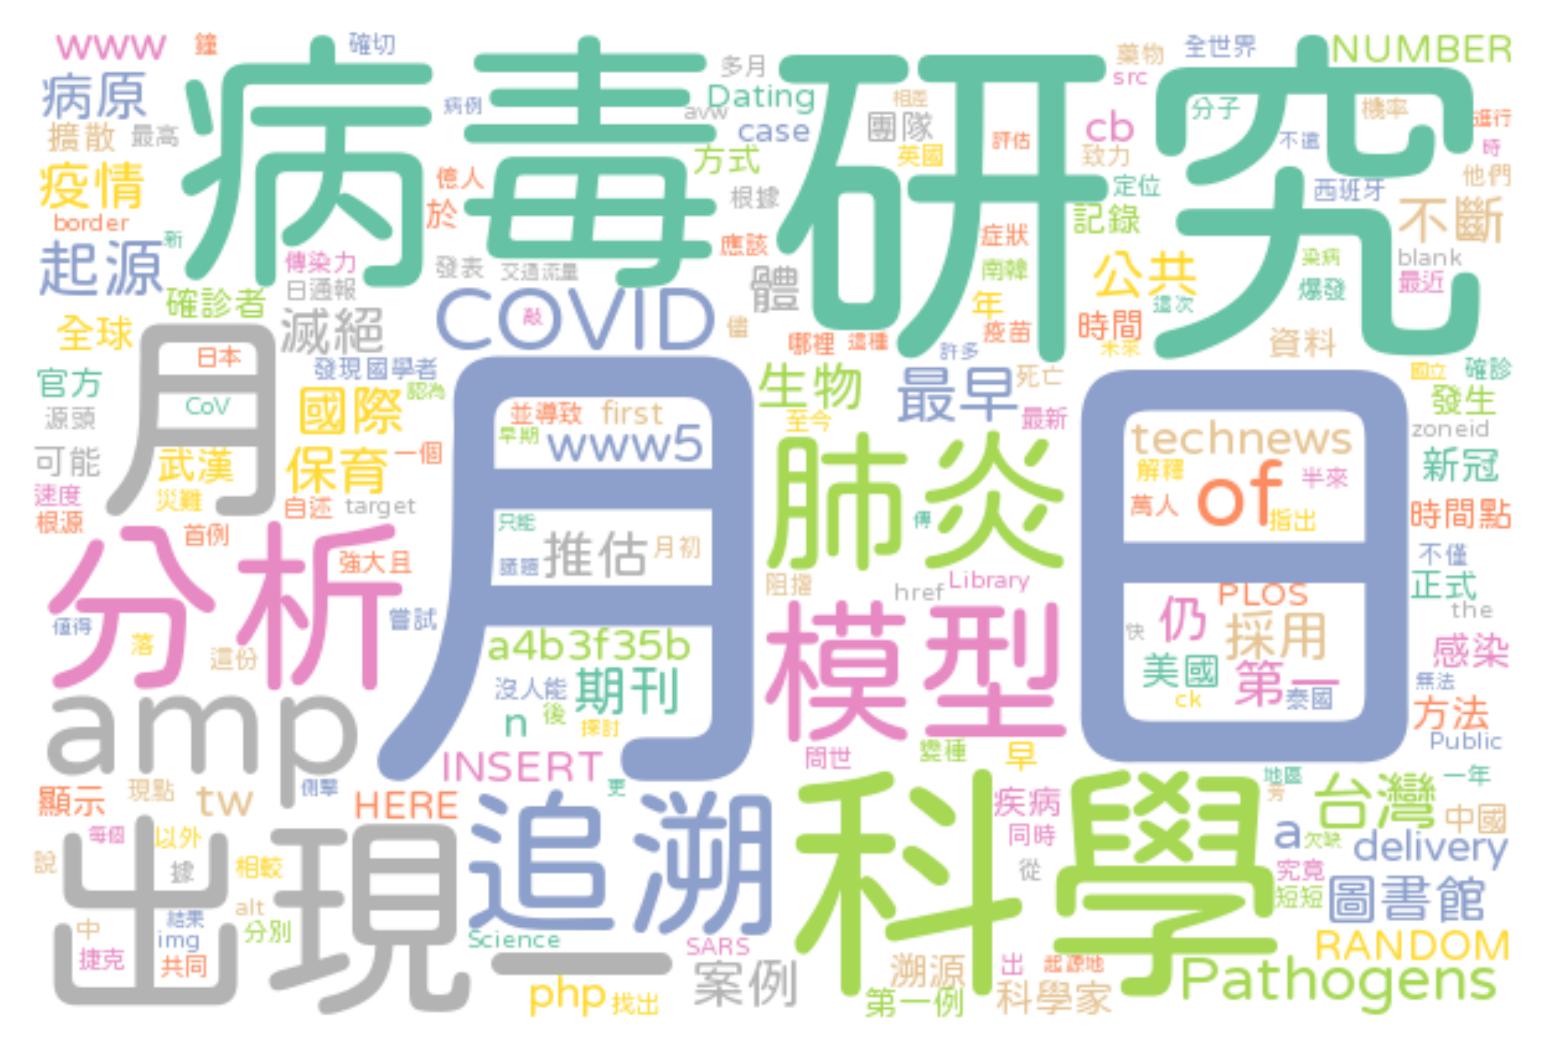 www
鐘
確切
病毒
多月
研究
藥物
全世界
NUMBER
病原
病例
Dating
avw
相差
src
分子
機率
進行
擴散
最高
case
團隊
評估
cb
不遠
時
疫情
億人
方式
英國
致力
border
於
根據
定位
西班牙
他們
起源
新
傳染力
應該
記錄
症狀
不斷
日通報
發表
交通流量
體
南韓
公共
染病
blank
確診者
COVID
敲
年
這次
爆發
最近
全球
滅絕
儘
哪裡
這種
疫苗
時間
資料
月
日本
發現
國學者
許多
未來
官方
CoV
國際
認為
月
生物
最早
死亡
日
國立
確診
源頭
並導致
first
至今
最新
發生
可能
武漢
保育
一個
早期
www5
肺炎
technews
zoneid
速度
災難
自述
target
解釋
半來
新冠
根源
首例
只能
傳
萬人
of
指出
時間點
分析
強大且
推估
月初
阻擋
href
Library
PLOS
不僅
正式
the
值得
落
這份
嘗試
a4b3f35b
模型
快
仍
採用
感染
amp
沒人能
期刊
美國
第一
泰國
無法
n
後
探討
ck
方法
INSERT
問世
變種
早
Public
顯示
現點
tw
側擊
HERE
更
科學
疾病
地區
芳
台灣
一年
出現
每個
以外
追溯
同時
a
欠缺
中國
說
據
相較
從
究竟
delivery
中
結果
alt
短短
圖書館
捷克
img
分別
Science
SARS
RANDOM
共同
一
案例
溯源
出
起源地
Pathogens
php
找出
第一例
科學家